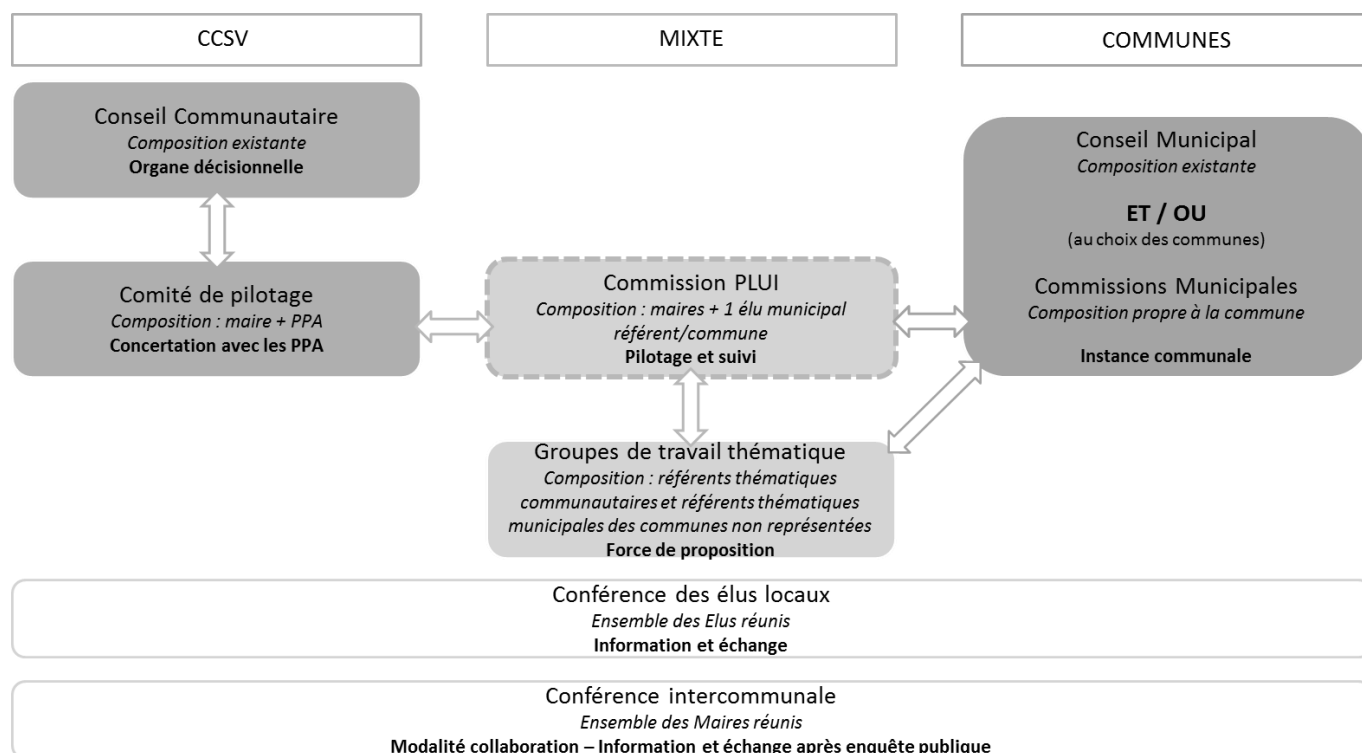 CCSV
MIXTE
COMMUNES
Conseil Communautaire
Composition existante
Organe décisionnelle
Comité de pilotage
Composition : maire + PPA
Concertation avec les PPA
Commission PLUI
Composition : maires + 1 élu municipal
référent/commune
Pilotage et suivi
Groupes de travail thématique
Composition : référents thématiques
communautaires et référents thématiques
municipales des communes non représentées
Force de proposition
Conseil Municipal
Composition existante
ET / OU
(au choix des communes)
Commissions Municipales
Composition propre à la commune
Instance communale
Conférence des élus locaux
Ensemble des Elus réunis
Information et échange
Conférence intercommunale
Ensemble des Maires réunis
Modalité collaboration – Information et échange après enquête publique